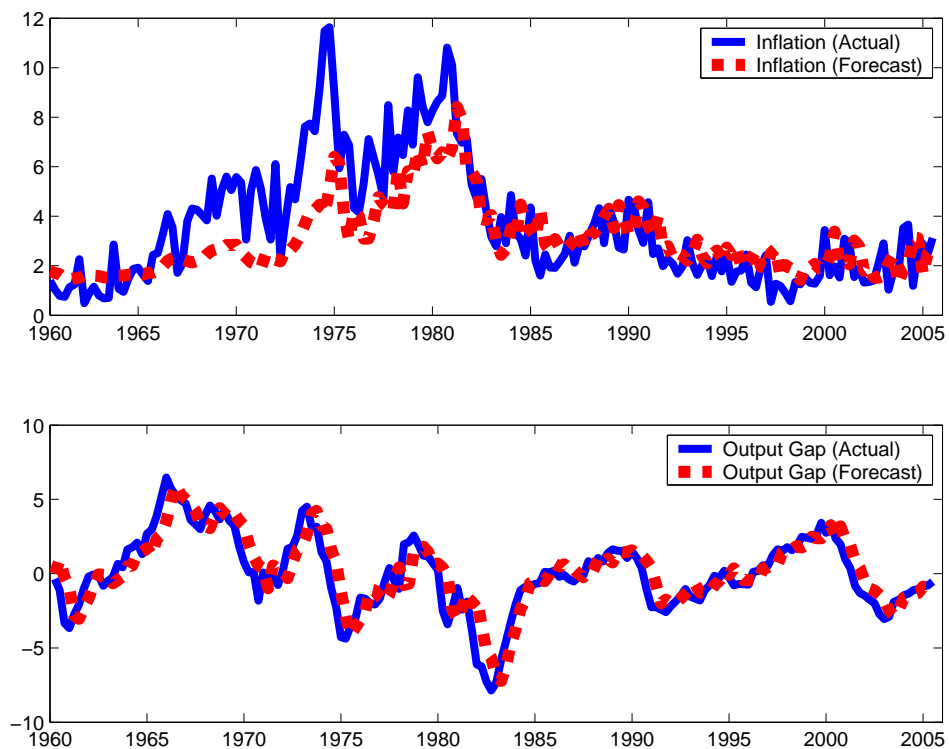 12
10
8
6
4
2
0
Inflation (Actual)
Inflation (Forecast)
1960 1965 1970 1975 1980 1985 1990 1995 2000 2005
10
5
0
−5
−10
Output Gap (Actual)
Output Gap (Forecast)
1960 1965 1970 1975 1980 1985 1990 1995 2000 2005